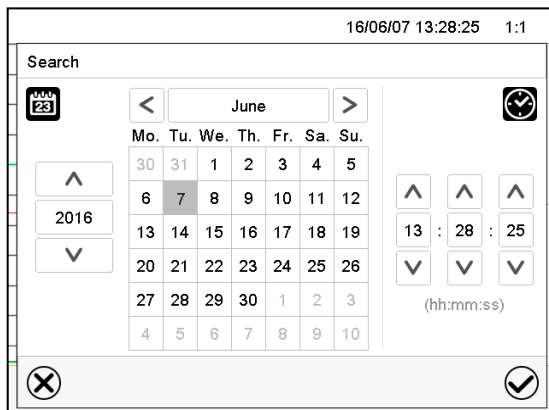 16/06/07 13:28:25 1:1
Search
23
< June >
Mo. Tu. We. Th. Fr. Sa. Su.
30 31 1 2 3 4 5
6 7 8 9 10 11 12
2016
13 14 15 16 17 18 19
13 : 28 : 25
20 21 22 23 24 25 26
27 28 29 30 1 2 3
(hh:mm:ss)
4 5 6 7 8 9 10